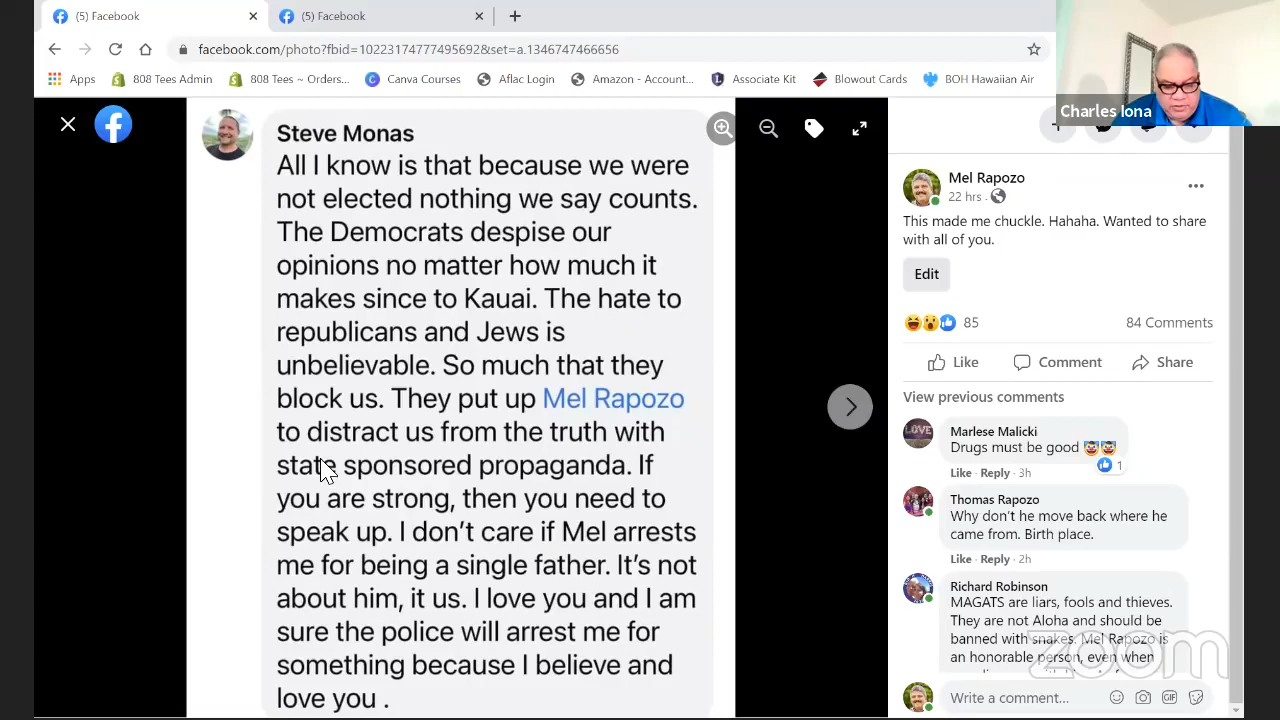 (5) Facebook
(5) Facebook
facebook.com/photo?fbid=10223174777495692&set=a.1346747466656
Apps
808 Tees Admin
808 Tees ~ Orders...
Canva Courses
Aflac Login
Amazon - Account...
Associate Kit
Blowout Cards
BOH Hawaiian Air
Charles Iona
Steve Monas
All I know is that because we were
not elected nothing we say counts.
The Democrats despise our
opinions no matter how much it
makes since to Kauai. The hate to
republicans and Jews is
unbelievable. So much that they
block us. They put up Mel Rapozo
to distract us from the truth with
state sponsored propaganda. If
you are strong, then you need to
speak up. I don’t care if Mel arrests
me for being a single father. It’s not
about him, it us. I love you and I am
sure the police will arrest me for
something because I believe and
love you .
Mel Rapozo
22 hrs ·
This made me chuckle. Hahaha. Wanted to share
with all of you.
Edit
85
84 Comments
Like
Comment
Share
View previous comments
LOVE
Marlese Malicki
Drugs must be good 🤡🤡
1
Like · Reply · 3h
Thomas Rapozo
Why don’t he move back where he
came from. Birth place.
Like · Reply · 2h
Richard Robinson
MAGATS are liars, fools and thieves.
They are not Aloha and should be
banned with snakes. Mel Rapozo is
an honorable person, even when
zoom
Write a comment...
GIF